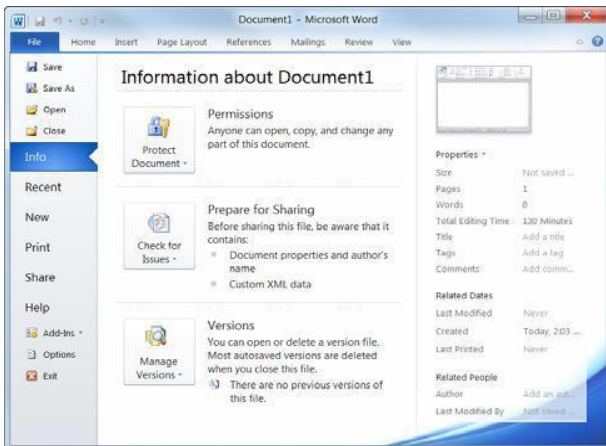 Document1 - Microsoft Word
File Home Insert Page Layout References Mailings Review View
Save
Save As
Open
Close
Info
Recent
New
Print
Share
Help
Add-Ins
Options
Exit
Information about Document1
Protect
Document
Permissions
Anyone can open, copy, and change any
part of this document.
Check for
Issues
Prepare for Sharing
Before sharing this file, be aware that it
contains:
Document properties and author's
name
Custom XML data
Manage
Versions
Versions
You can open or delete a version file.
Most autosaved versions are deleted
when you close this file.
There are no previous versions of
this file.
Properties
Size Not saved ...
Pages 1
Words 0
Total Editing Time 130 Minutes
Title Add a title
Tags Add a tag
Comments Add comm...
Related Dates
Last Modified Never
Created Today, 2:03 ...
Last Printed Never
Related People
Author Add an aut...
Last Modified By Not saved ...